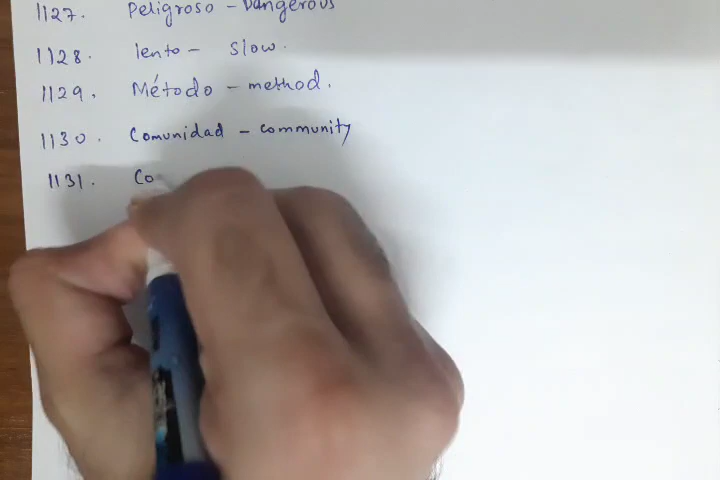 1127. Peligroso - Dangerous
1128. lento - slow.
1129. Método - method.
1130. Comunidad - community
1131. Co